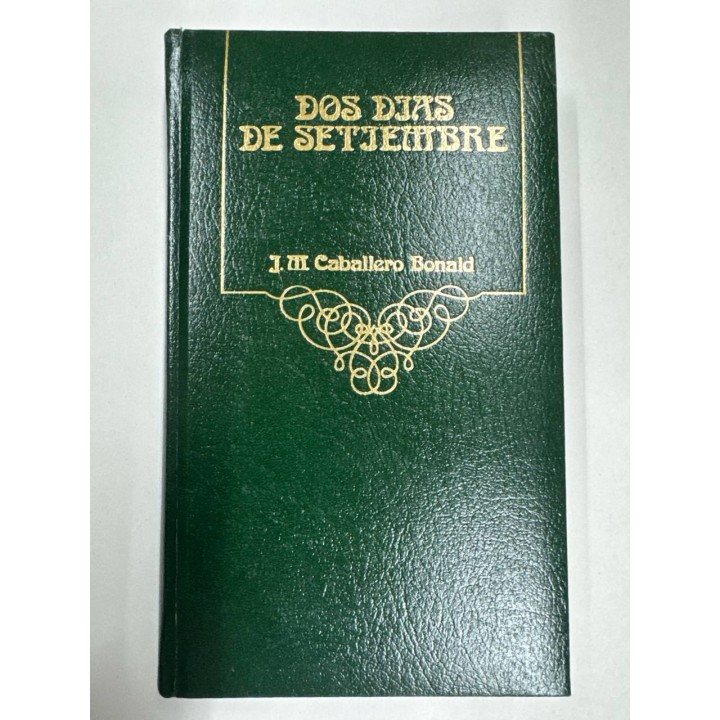 DOS DIAS
DE SETIEMBRE
J. M Caballero Bonald